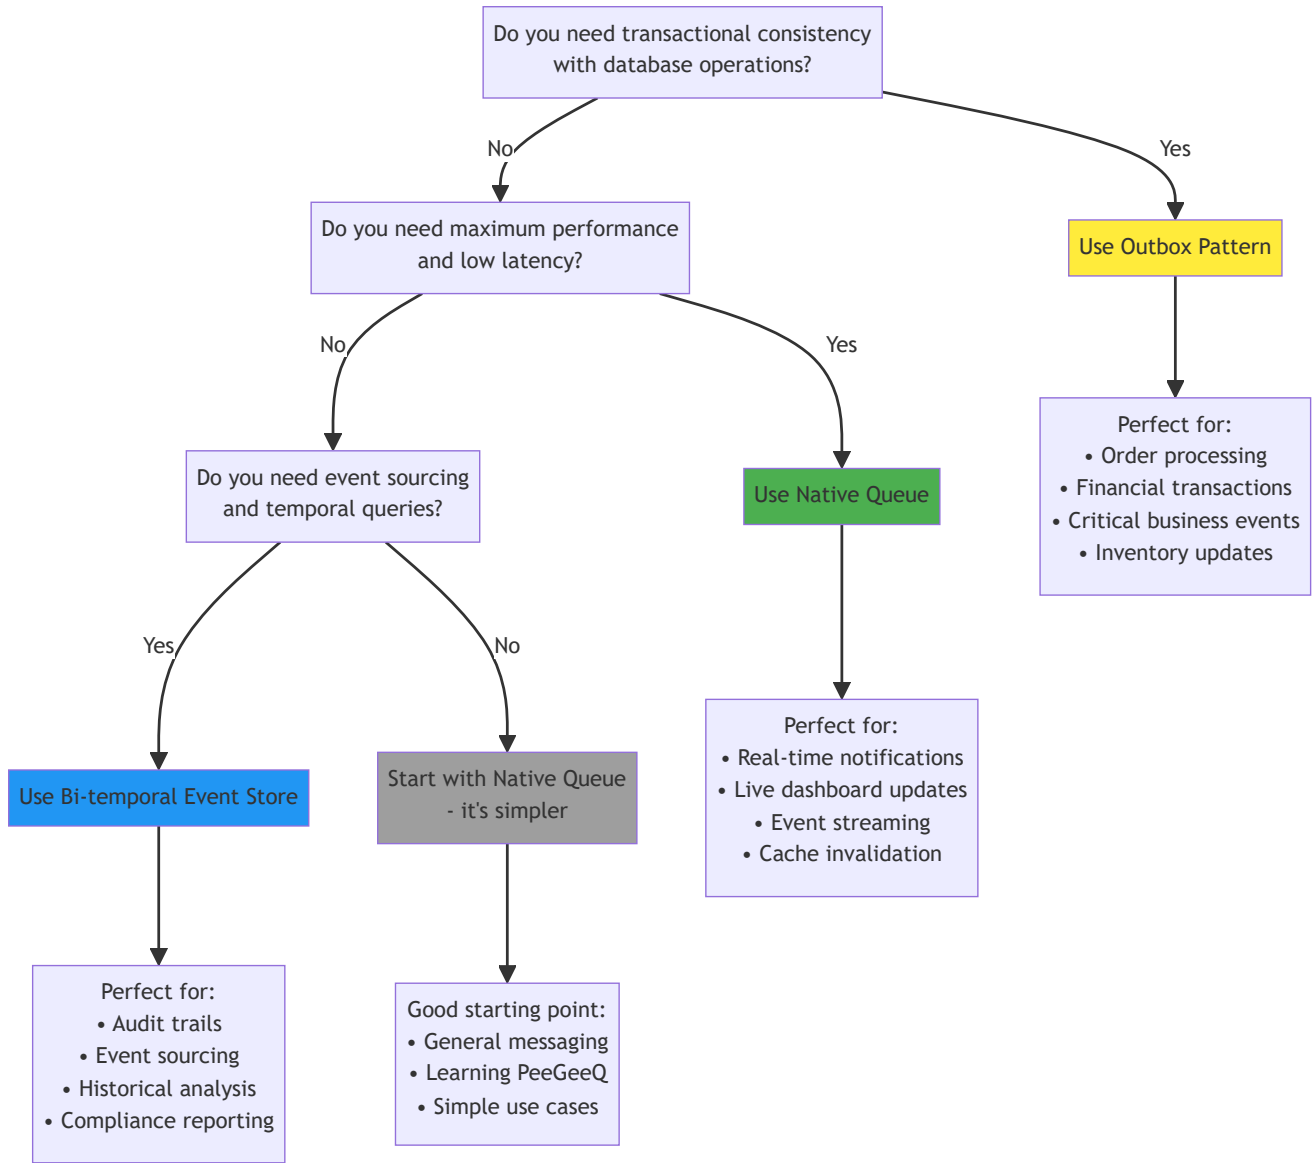 Do you need transactional consistency
with database operations?
No
Yes
Do you need maximum performance
and low latency?
Use Outbox Pattern
No
Yes
Perfect for:
• Order processing
• Financial transactions
• Critical business events
• Inventory updates
Do you need event sourcing
and temporal queries?
Use Native Queue
Yes
No
Perfect for:
• Real-time notifications
• Live dashboard updates
• Event streaming
• Cache invalidation
Use Bi-temporal Event Store
Start with Native Queue
- it's simpler
Perfect for:
• Audit trails
• Event sourcing
• Historical analysis
• Compliance reporting
Good starting point:
• General messaging
• Learning PeeGeeQ
• Simple use cases